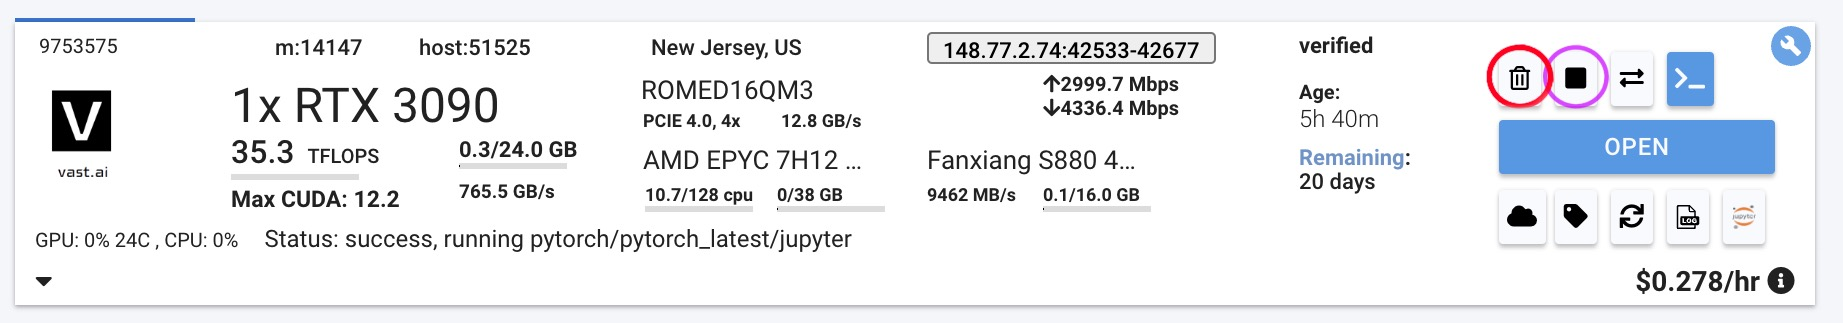 9753575
m:14147
host:51525
New Jersey, US
148.77.2.74:42533-42677
verified
V
vast.ai
1x RTX 3090
35.3 TFLOPS
0.3/24.0 GB
Max CUDA: 12.2
765.5 GB/s
ROMED16QM3
PCIE 4.0, 4x
12.8 GB/s
AMD EPYC 7H12 ...
10.7/128 cpu
0/38 GB
↑2999.7 Mbps
↓4336.4 Mbps
Fanxiang S880 4...
9462 MB/s
0.1/16.0 GB
Age:
5h 40m
Remaining:
20 days
OPEN
LOG
jupyter
GPU: 0% 24C , CPU: 0%
Status: success, running pytorch/pytorch_latest/jupyter
$0.278/hr